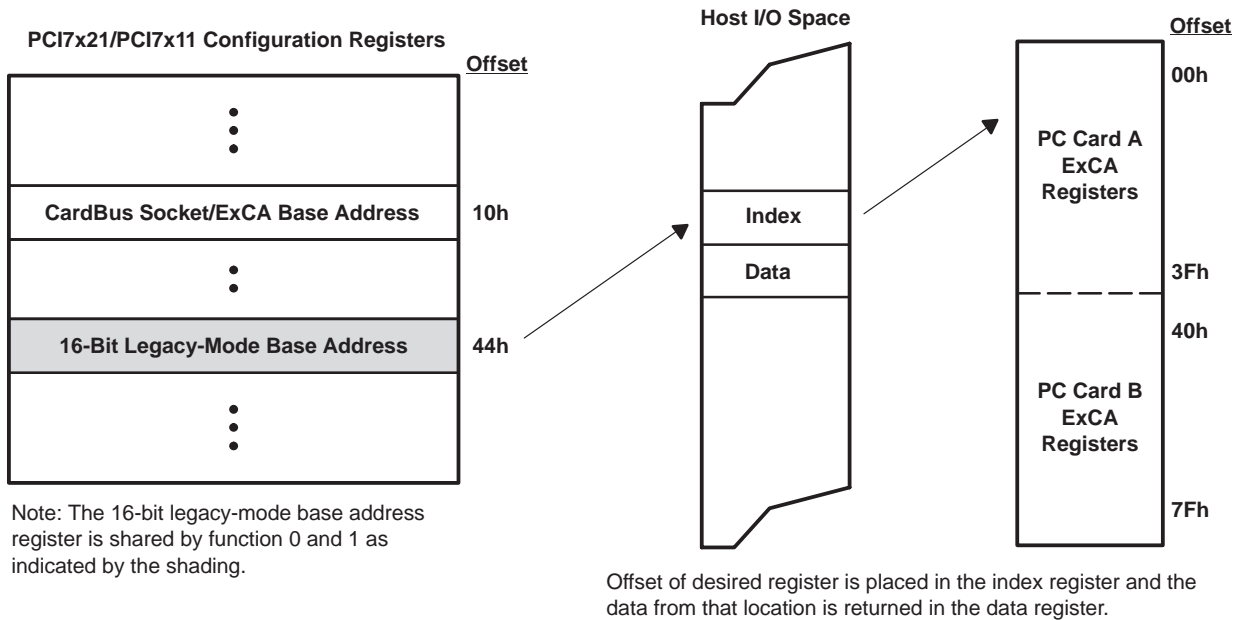 PCI7x21/PCI7x11 Configuration Registers
Offset
CardBus Socket/ExCA Base Address
10h
16-Bit Legacy-Mode Base Address
44h
Note: The 16-bit legacy-mode base address
register is shared by function 0 and 1 as
indicated by the shading.
Host I/O Space
Index
Data
Offset
00h
PC Card A
ExCA
Registers
3Fh
40h
PC Card B
ExCA
Registers
7Fh
Offset of desired register is placed in the index register and the
data from that location is returned in the data register.